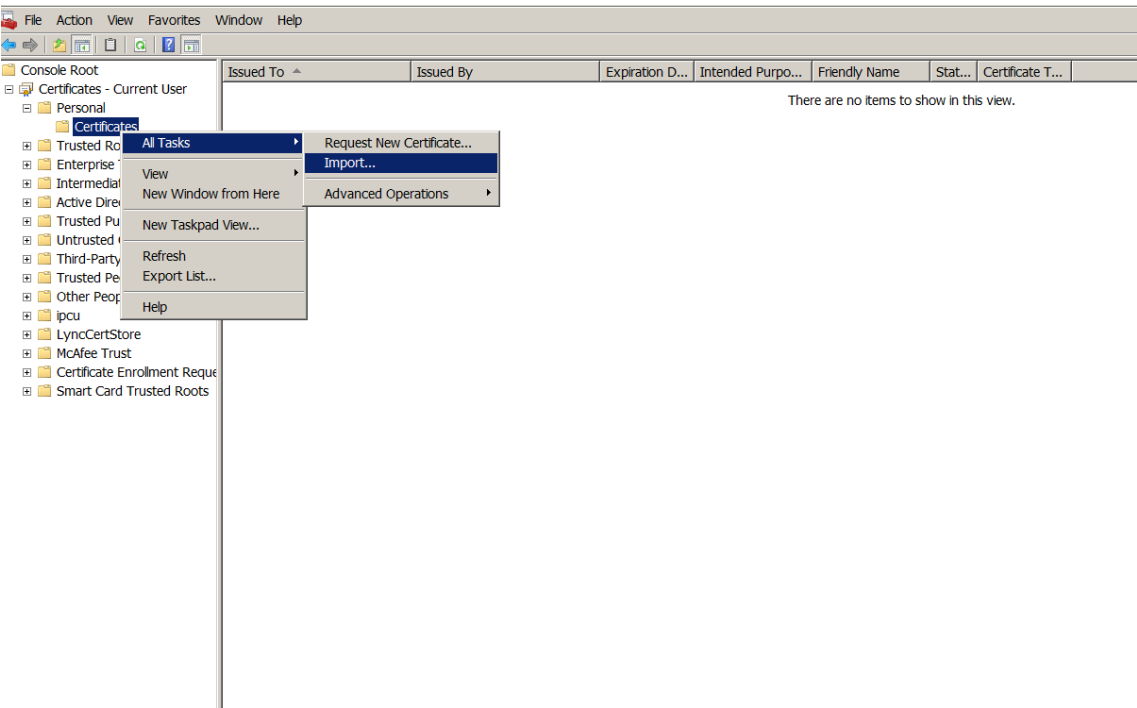 File Action View Favorites Window Help
Console Root
Issued To Issued By Expiration D... Intended Purpo... Friendly Name Stat... Certificate T...
Certificates - Current User
There are no items to show in this view.
Personal
Certificates
Trusted Ro
Enterprise
Intermediat
Active Dire
Trusted Pu
Untrusted
Third-Party
Trusted Pe
Other Peop
ipcu
LyncCertStore
McAfee Trust
Certificate Enrollment Reque
Smart Card Trusted Roots
All Tasks
View
New Window from Here
New Taskpad View...
Refresh
Export List...
Help
Request New Certificate...
Import...
Advanced Operations